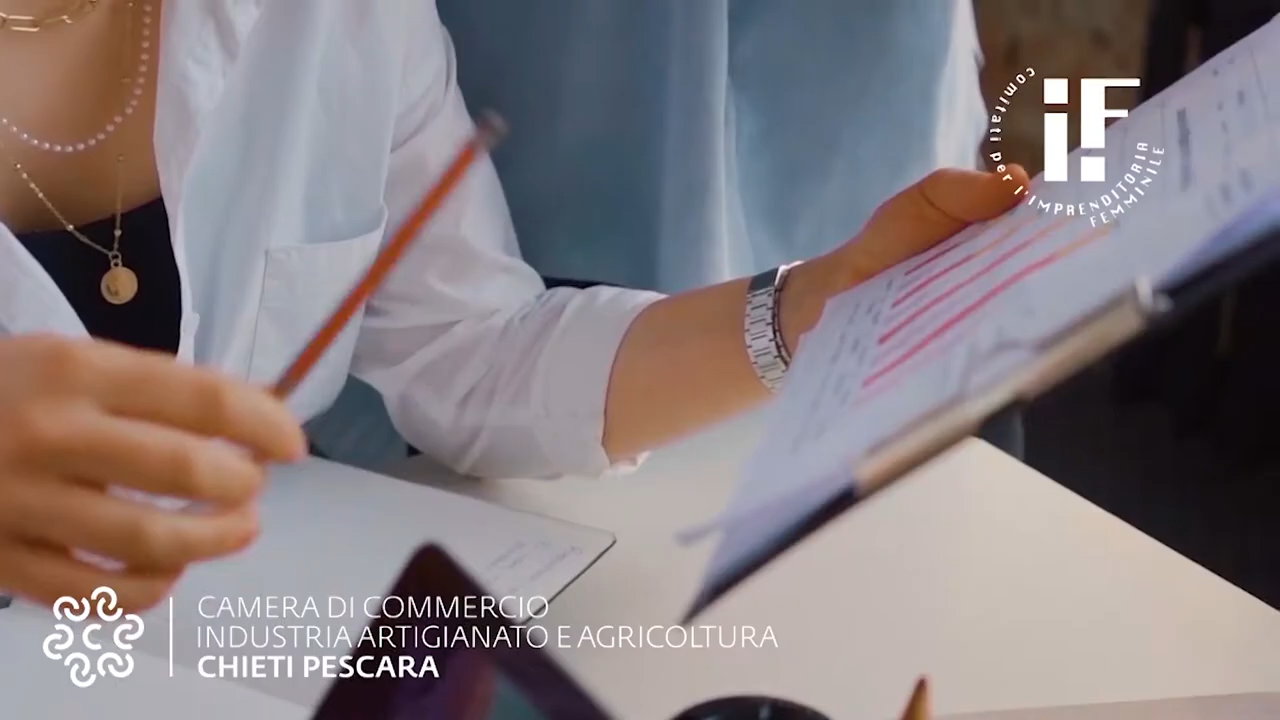 iF
comitati per l'IMPRENDITORIA
FEMMINILE
CAMERA DI COMMERCIO
INDUSTRIA ARTIGIANATO E AGRICOLTURA
CHIETI PESCARA